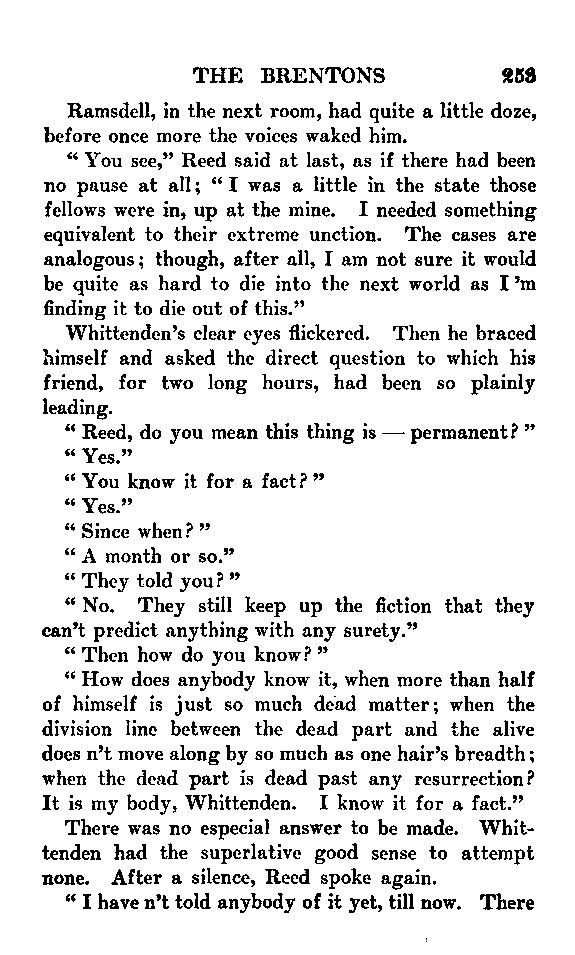 THE BRENTONS 253
Ramsdell, in the next room, had quite a little doze,
before once more the voices waked him.
“ You see,” Reed said at last, as if there had been
no pause at all; “ I was a little in the state those
fellows were in, up at the mine. I needed something
equivalent to their extreme unction. The cases are
analogous; though, after all, I am not sure it would
be quite as hard to die into the next world as I 'm
finding it to die out of this.”
Whittenden's clear eyes flickered. Then he braced
himself and asked the direct question to which his
friend, for two long hours, had been so plainly
leading.
“ Reed, do you mean this thing is — permanent? ”
“ Yes.”
“ You know it for a fact? ”
“ Yes.”
“ Since when? ”
“ A month or so.”
“ They told you? ”
“ No. They still keep up the fiction that they
can't predict anything with any surety.”
“ Then how do you know? ”
“ How does anybody know it, when more than half
of himself is just so much dead matter; when the
division line between the dead part and the alive
does n't move along by so much as one hair's breadth;
when the dead part is dead past any resurrection?
It is my body, Whittenden. I know it for a fact.”
There was no especial answer to be made. Whit-
tenden had the superlative good sense to attempt
none. After a silence, Reed spoke again.
“ I have n't told anybody of it yet, till now. There